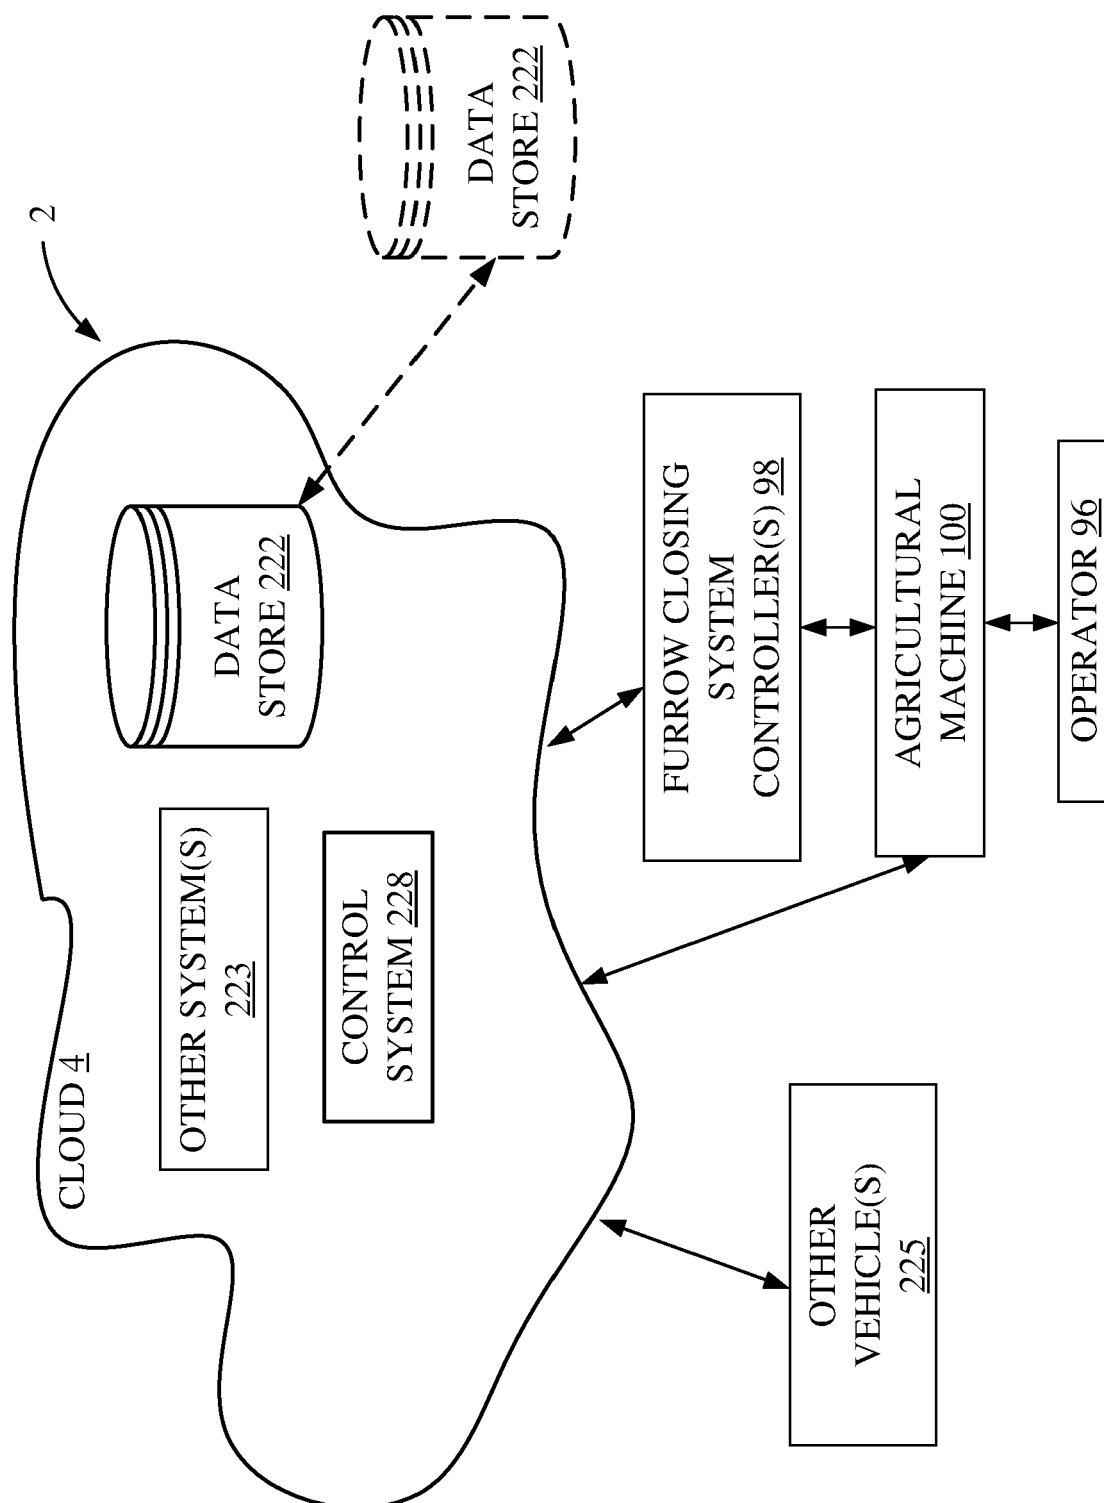 2
CLOUD 4
OTHER SYSTEM(S)
223
DATA
STORE 222
CONTROL
SYSTEM 228
DATA
STORE 222
OTHER
VEHICLE(S)
225
FURROW CLOSING
SYSTEM
CONTROLLER(S) 98
AGRICULTURAL
MACHINE 100
OPERATOR 96